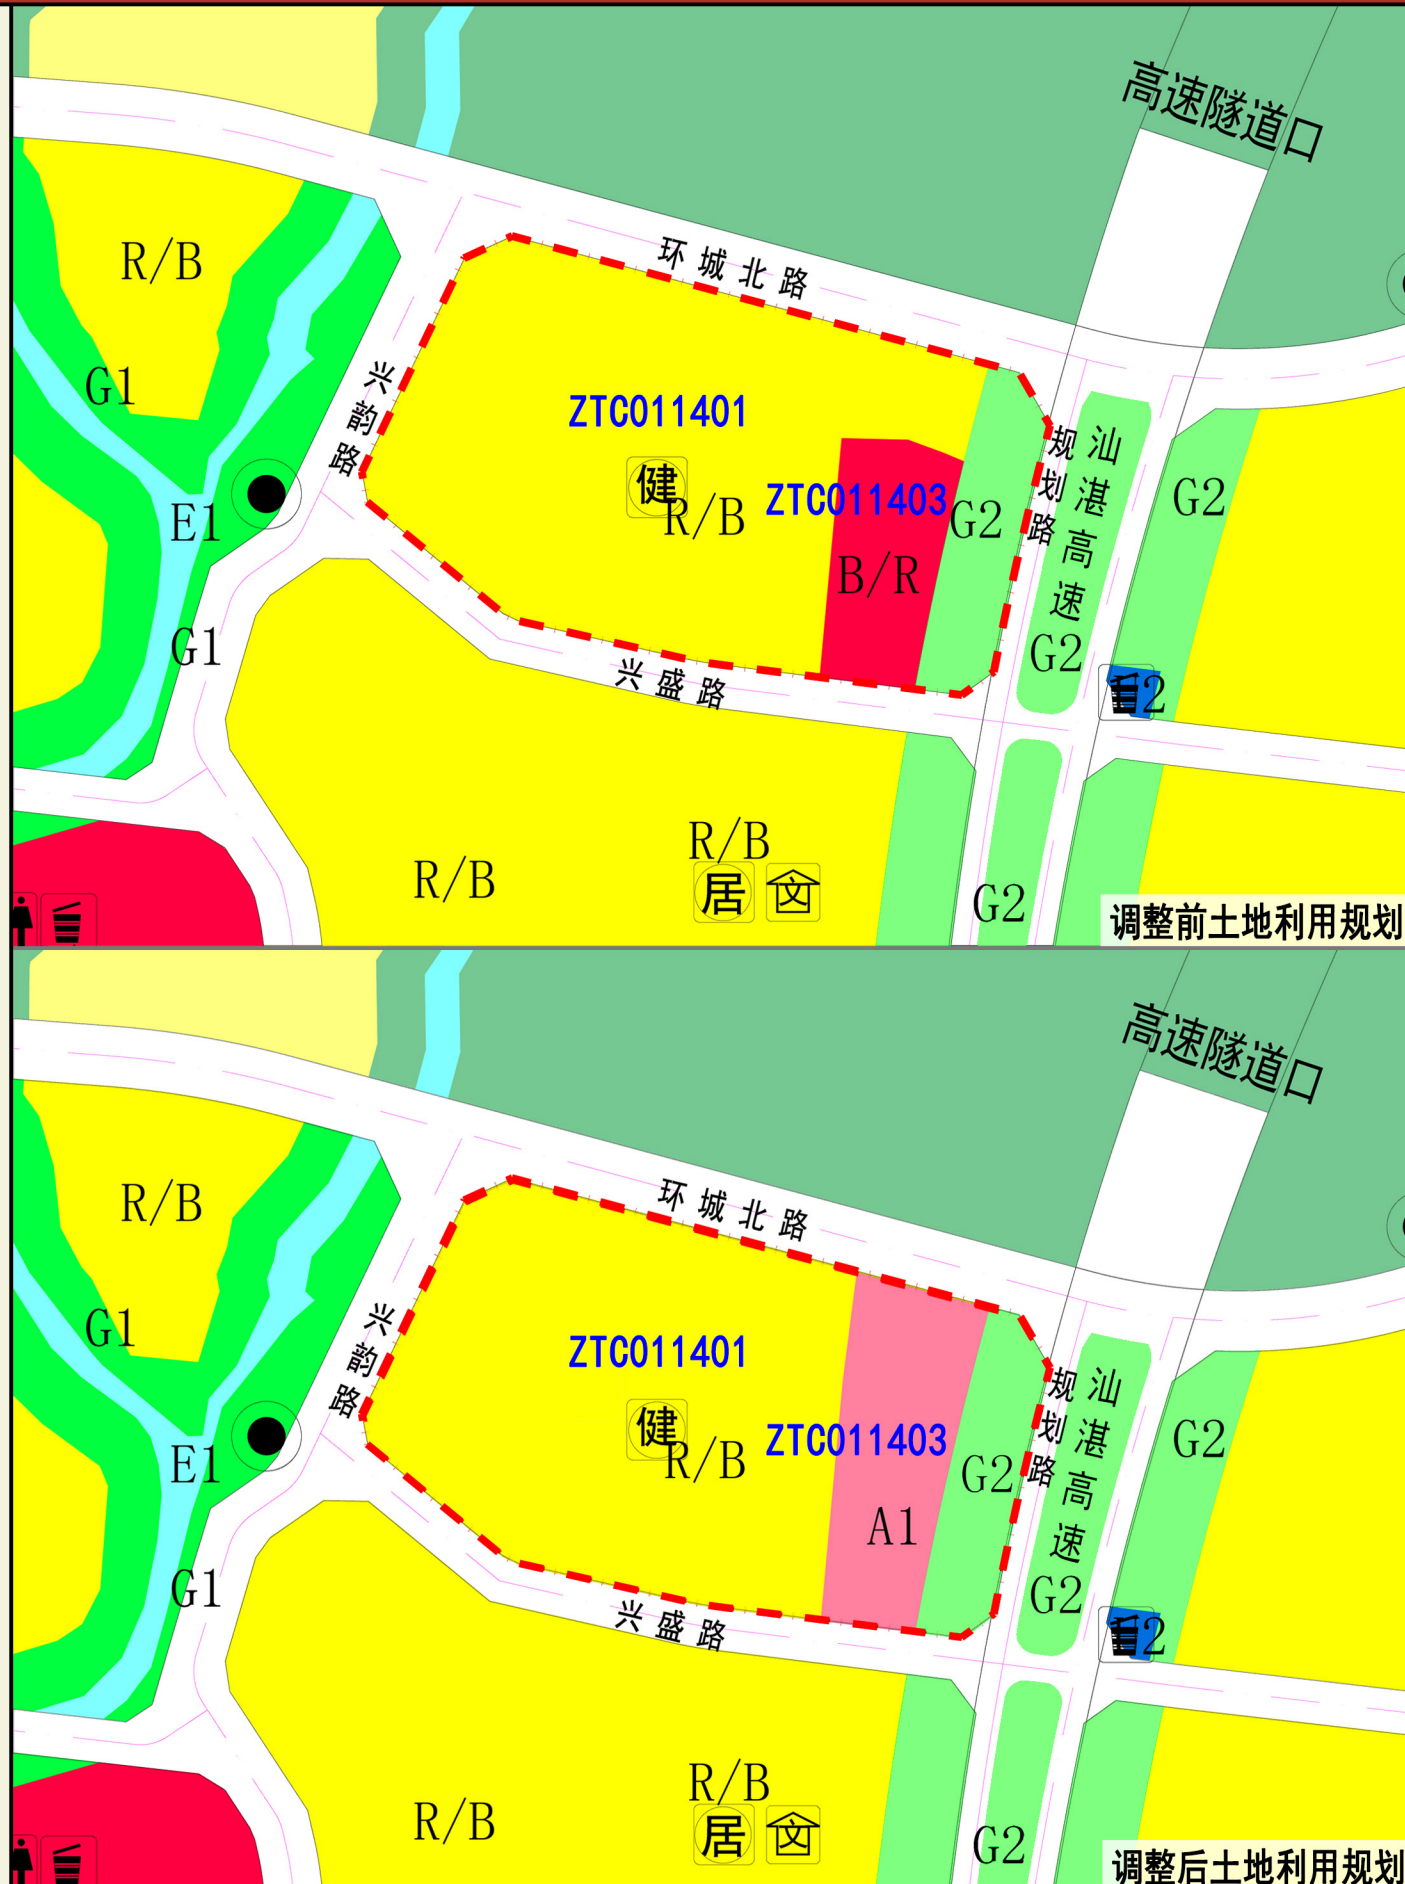 高速隧道口
R/B
环城北路
G1
兴韵路
ZTC011401
健
R/B
ZTC011403
B/R
G2
规划路
汕湛高速
G2
E1
G2
G1
兴盛路
R/B
R/B
居
文
G2
调整前土地利用规划
高速隧道口
R/B
环城北路
G1
兴韵路
ZTC011401
健
R/B
ZTC011403
A1
G2
规划路
汕湛高速
G2
E1
G2
G1
兴盛路
R/B
R/B
居
文
G2
调整后土地利用规划